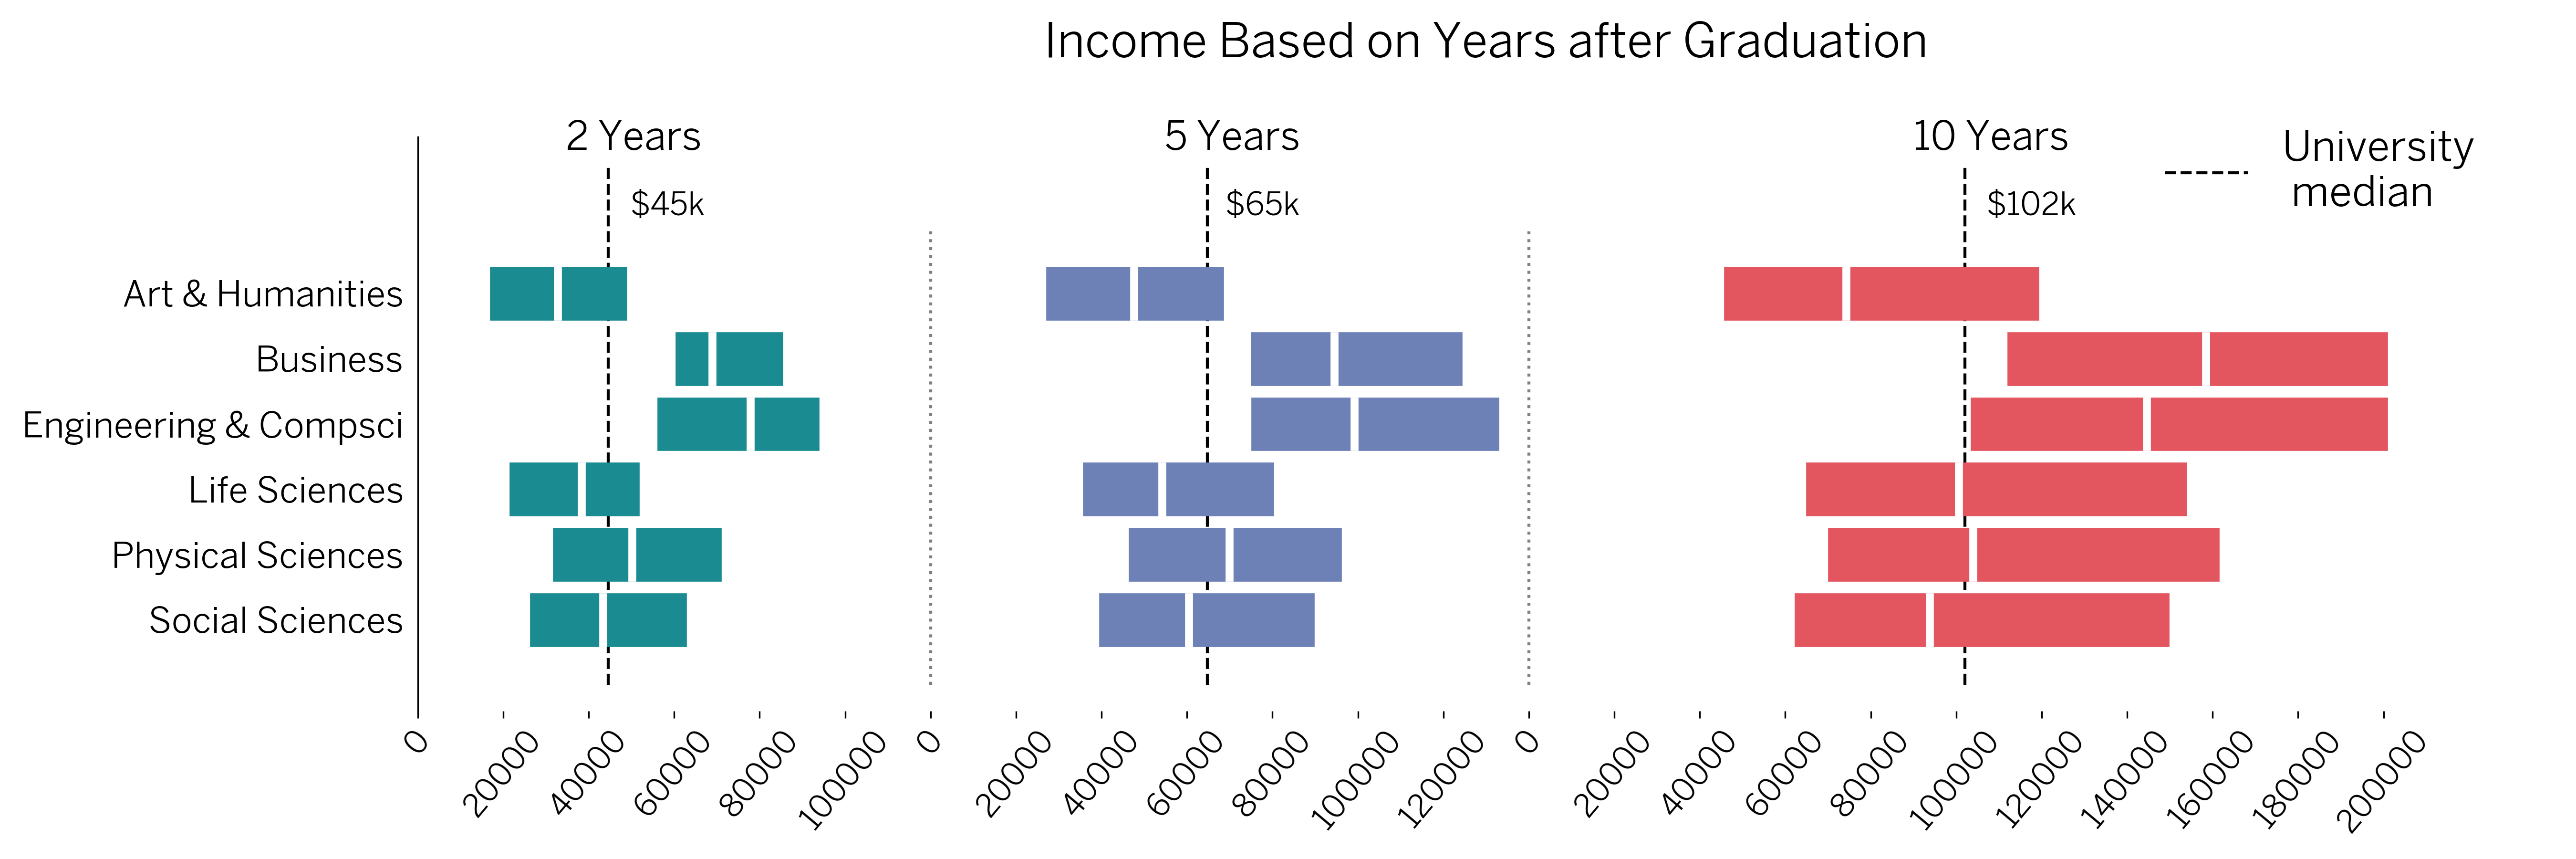 Income Based on Years after Graduation
2 Years
5 Years
10 Years
University
median
$45k
$65k
$102k
Art & Humanities
Business
Engineering & Compsci
Life Sciences
Physical Sciences
Social Sciences
0
20000
40000
60000
80000
100000
0
20000
40000
60000
80000
100000
120000
0
20000
40000
60000
80000
100000
120000
140000
160000
180000
200000